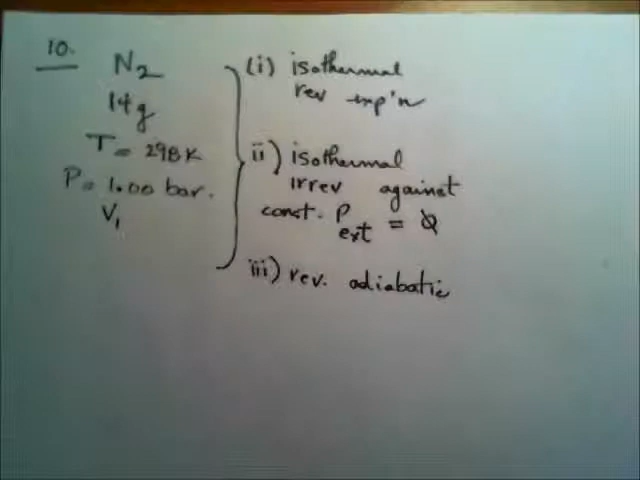 10.
N2
14g
T = 298K
P = 1.00 bar.
V1
(i) isothermal
rev exp'n
ii) isothermal
irrev against
const. P ext = 0
iii) rev. adiabatic